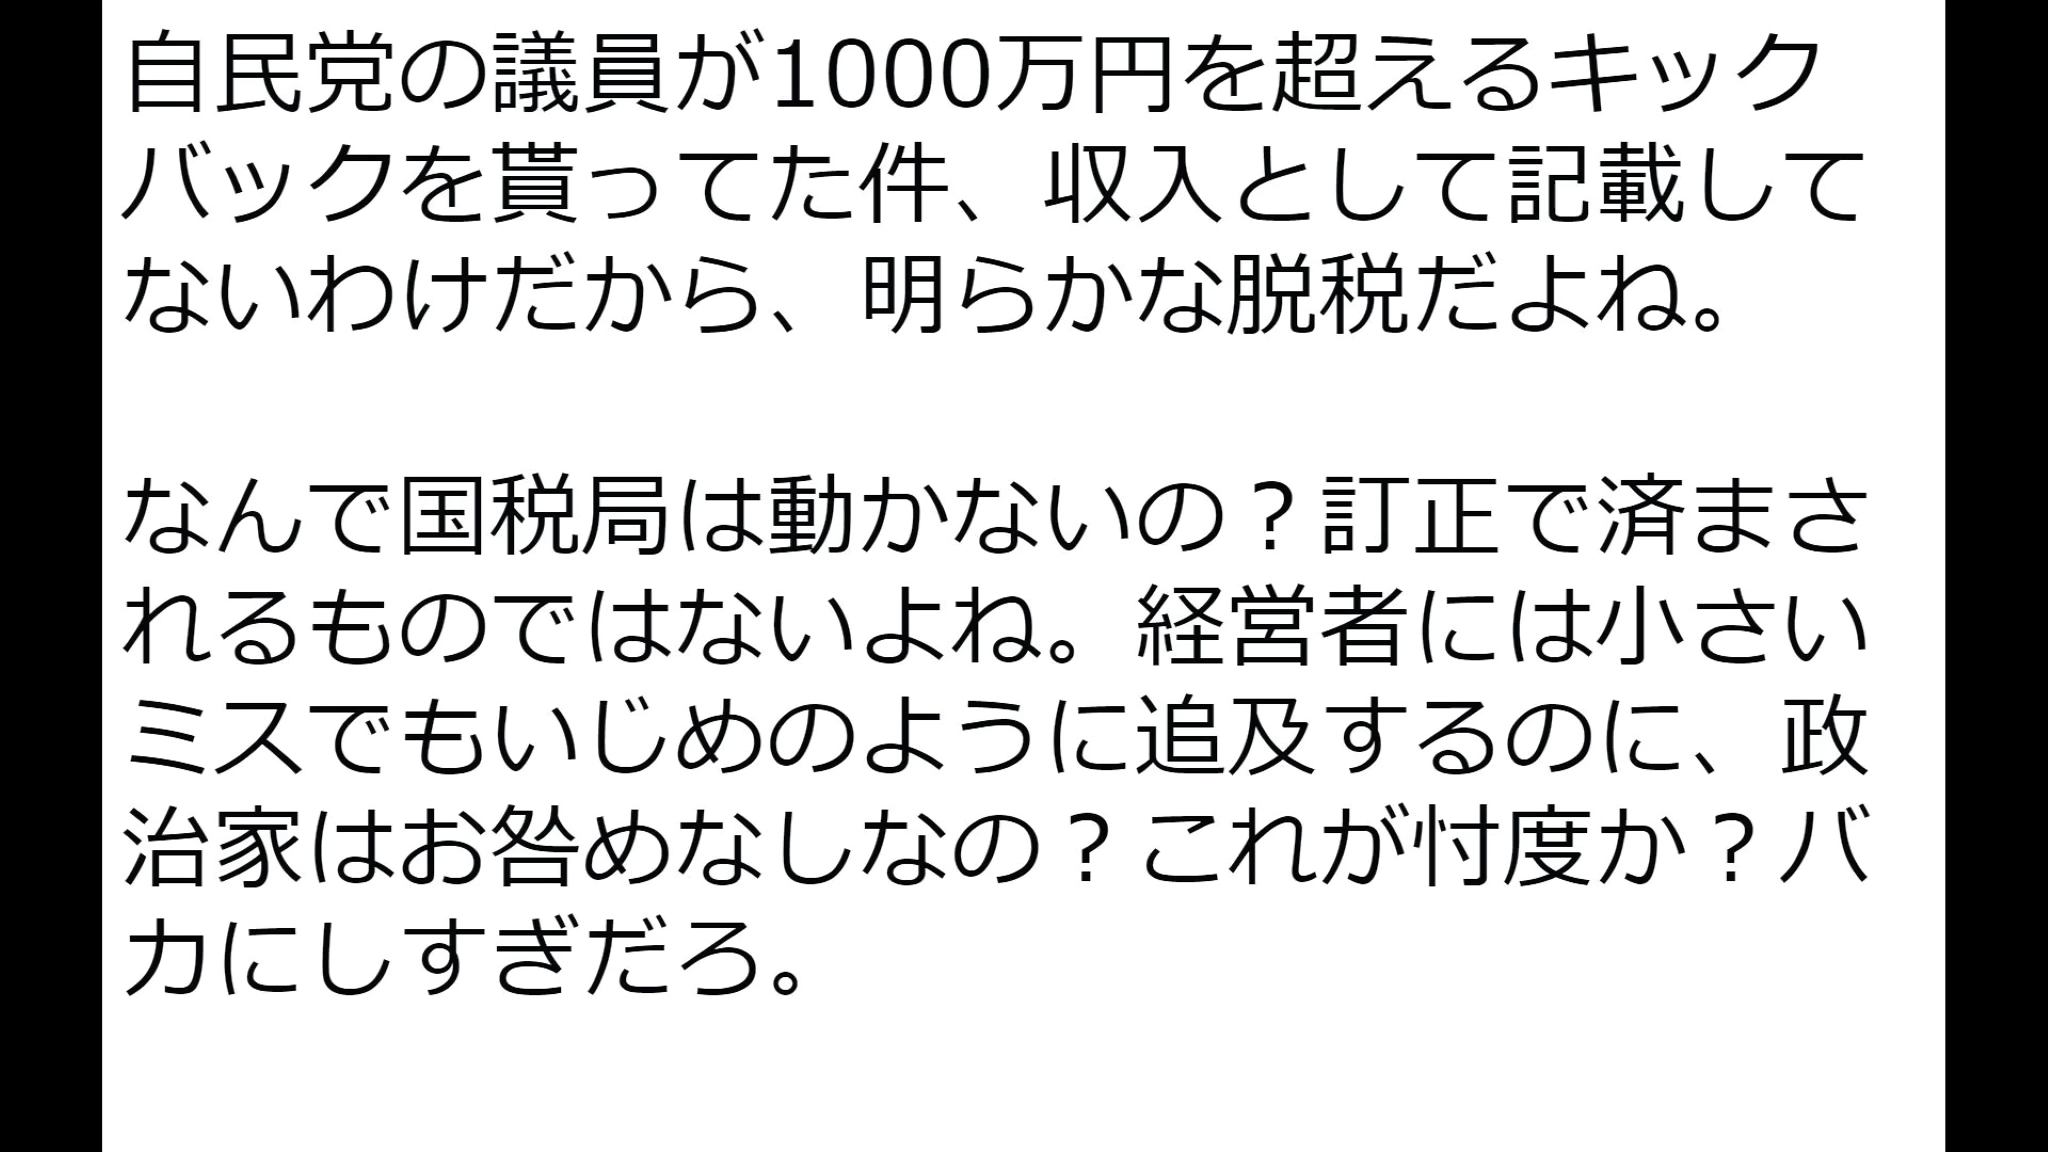 自民党の議員が1000万円を超えるキック
バックを貰ってた件、収入として記載して
ないわけだから、明らかな脱税だよね。
なんで国税局は動かないの？訂正で済まさ
れるものではないよね。経営者には小さい
ミスでもいじめのように追及するのに、政
治家はお咎めなしなの？これが忖度か？バ
カにしすぎだろ。